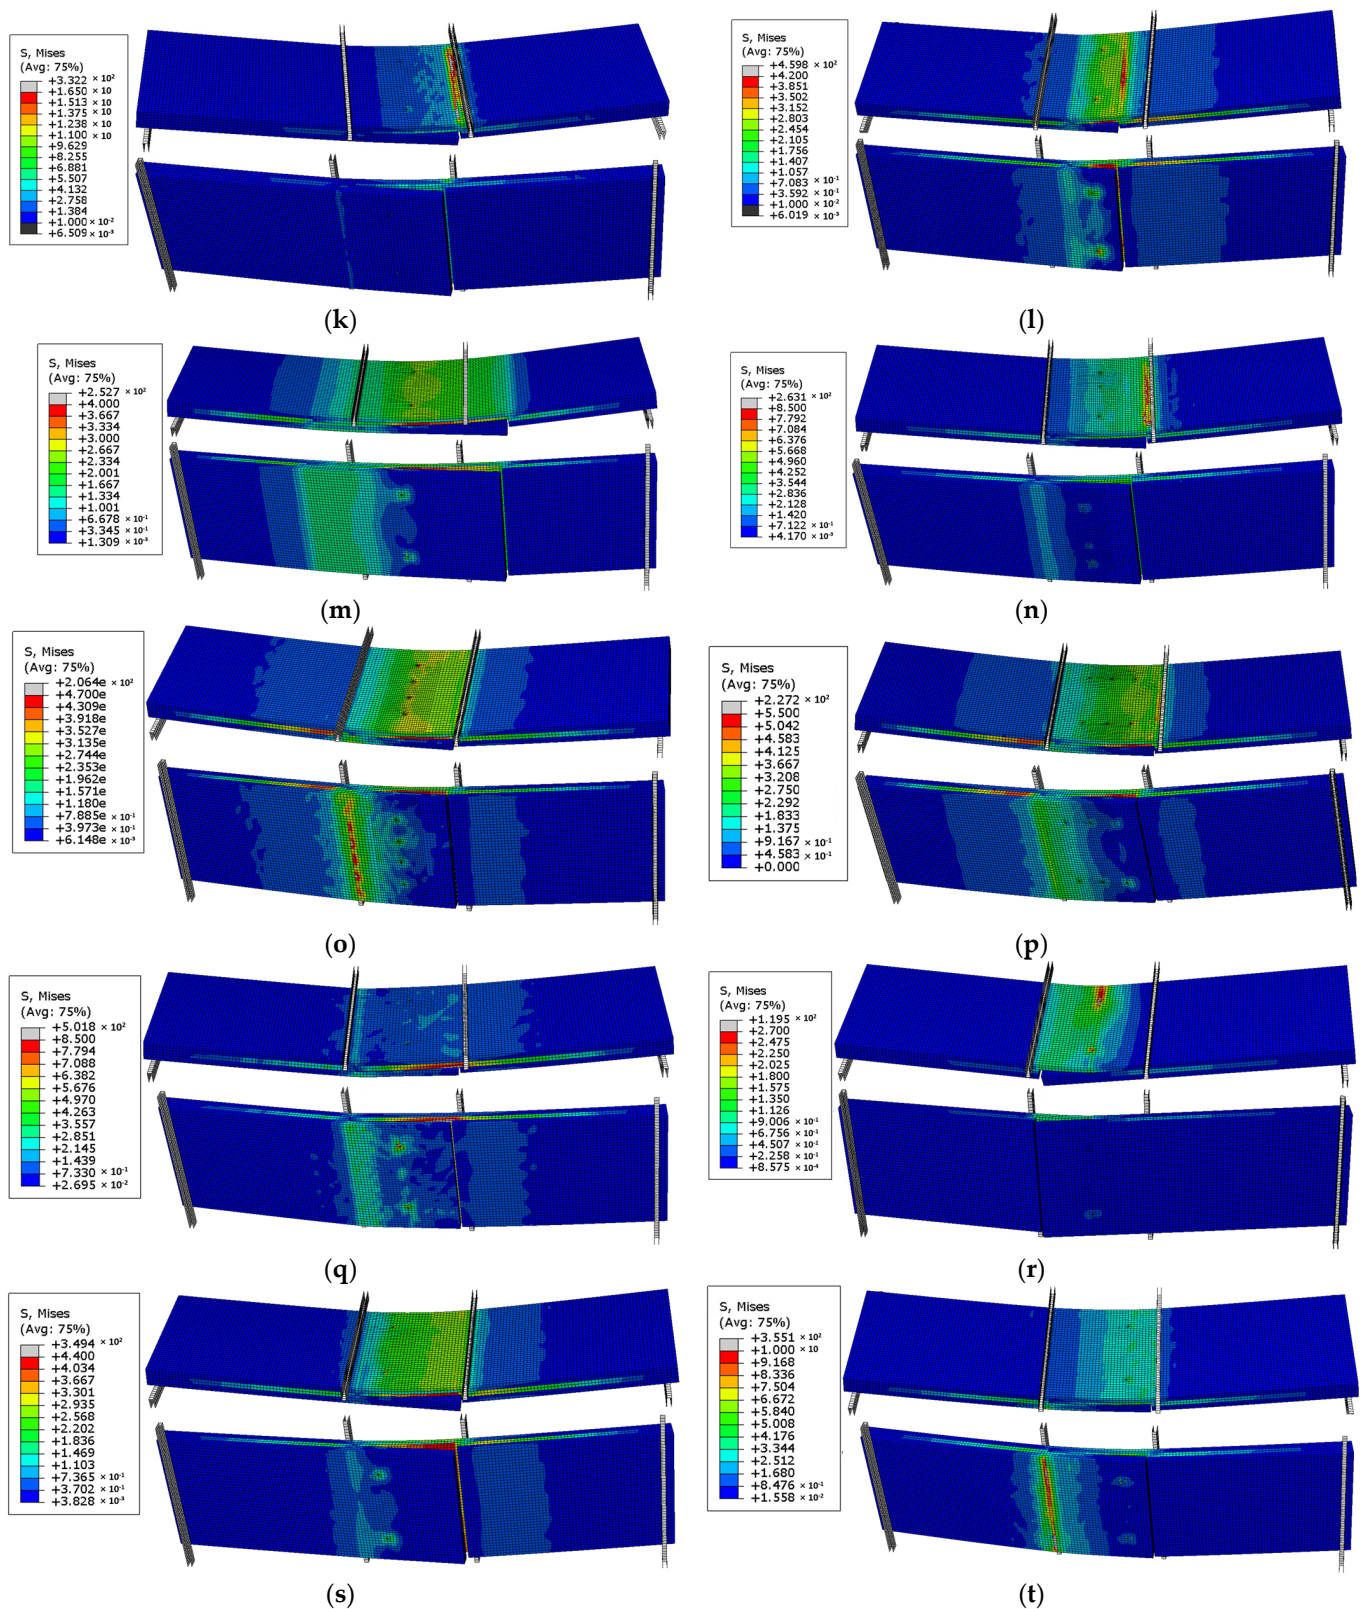 S, Mises
(Avg: 75%)
+3.322 × 10²
+1.650 × 10
+1.513 × 10
+1.375 × 10
+1.238 × 10
+1.100 × 10
+9.629
+8.255
+6.881
+5.507
+4.132
+2.758
+1.384
+1.000 × 10⁻²
+6.509 × 10⁻³
(k)
S, Mises
(Avg: 75%)
+4.598 × 10²
+4.200
+3.851
+3.502
+3.152
+2.803
+2.454
+2.105
+1.756
+1.407
+1.057
+7.083 × 10⁻¹
+3.592 × 10⁻¹
+1.000 × 10⁻²
+6.019 × 10⁻³
(l)
S, Mises
(Avg: 75%)
+2.527 × 10²
+4.000
+3.667
+3.334
+3.000
+2.667
+2.334
+2.001
+1.667
+1.334
+1.001
+6.678 × 10⁻¹
+3.345 × 10⁻¹
+1.309 × 10⁻³
(m)
S, Mises
(Avg: 75%)
+2.631 × 10²
+8.500
+7.792
+7.084
+6.376
+5.668
+4.960
+4.252
+3.544
+2.836
+2.128
+1.420
+7.122 × 10⁻¹
+4.170 × 10⁻³
(n)
S, Mises
(Avg: 75%)
+2.064e × 10²
+4.700e
+4.309e
+3.918e
+3.527e
+3.135e
+2.744e
+2.353e
+1.962e
+1.571e
+1.180e
+7.885e × 10⁻¹
+3.973e × 10⁻¹
+6.148e × 10⁻³
(o)
S, Mises
(Avg: 75%)
+2.272 × 10²
+5.500
+5.042
+4.583
+4.125
+3.667
+3.208
+2.750
+2.292
+1.833
+1.375
+9.167 × 10⁻¹
+4.583 × 10⁻¹
+0.000
(p)
S, Mises
(Avg: 75%)
+5.018 × 10²
+8.500
+7.794
+7.088
+6.382
+5.676
+4.970
+4.263
+3.557
+2.851
+2.145
+1.439
+7.330 × 10⁻¹
+2.695 × 10⁻²
(q)
S, Mises
(Avg: 75%)
+1.195 × 10²
+2.700
+2.475
+2.250
+2.025
+1.800
+1.575
+1.350
+1.126
+9.006 × 10⁻¹
+6.756 × 10⁻¹
+4.507 × 10⁻¹
+2.258 × 10⁻¹
+8.575 × 10⁻⁴
(r)
S, Mises
(Avg: 75%)
+3.494 × 10²
+4.400
+4.034
+3.667
+3.301
+2.935
+2.568
+2.202
+1.836
+1.469
+1.103
+7.365 × 10⁻¹
+3.702 × 10⁻¹
+3.828 × 10⁻³
(s)
S, Mises
(Avg: 75%)
+3.551 × 10²
+1.000 × 10
+9.168
+8.336
+7.504
+6.672
+5.840
+5.008
+4.176
+3.344
+2.512
+1.680
+8.476 × 10⁻¹
+1.558 × 10⁻²
(t)